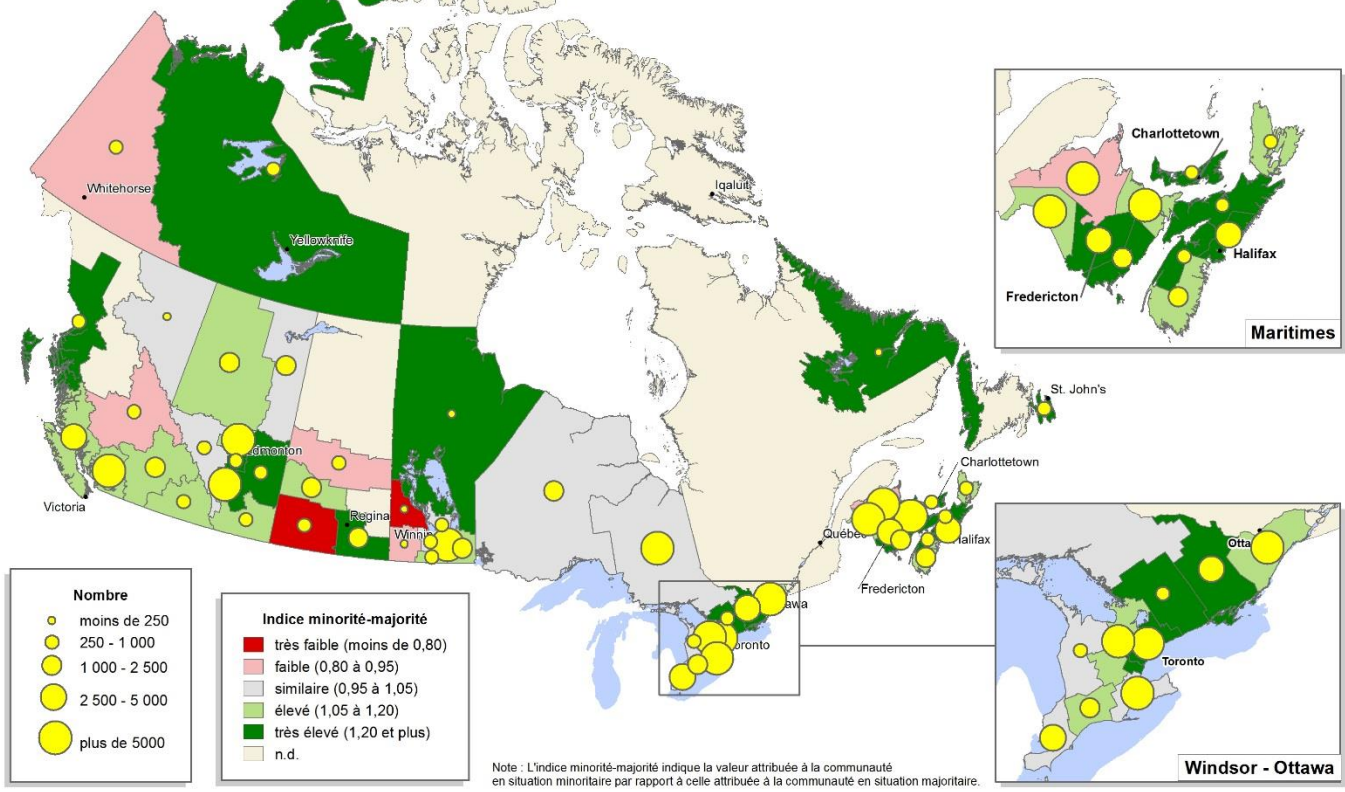 Whitehorse
Yellowknife
Iqaluit
Victoria
Edmonton
Regina
Winni
Québec
Fredericton
Halifax
Charlottetown
St. John's
awa
oronto
Charlottetown
Halifax
Fredericton
Maritimes
Otta
Toronto
Windsor - Ottawa
Nombre
moins de 250
250 - 1 000
1 000 - 2 500
2 500 - 5 000
plus de 5000
Indice minorité-majorité
très faible (moins de 0,80)
faible (0,80 à 0,95)
similaire (0,95 à 1,05)
élevé (1,05 à 1,20)
très élevé (1,20 et plus)
n.d.
Note : L'indice minorité-majorité indique la valeur attribuée à la communauté
en situation minoritaire par rapport à celle attribuée à la communauté en situation majoritaire.